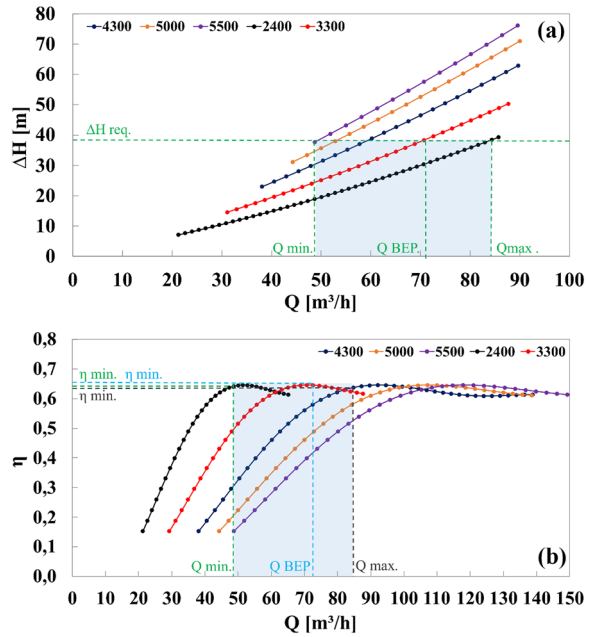 80
4300 5000 5500 2400 3300
(a)
70
60
50
ΔH [m]
ΔH req.
40
30
20
10
0
Q min. Q BEP. Qmax .
0 10 20 30 40 50 60 70 80 90 100
Q [m³/h]
0,8
4300 5000 5500 2400 3300
0,7
η min. η min.
η min.
0,6
0,5
η
0,4
0,3
0,2
0,1
Q min. Q BEP Q max.
(b)
0,0
0 10 20 30 40 50 60 70 80 90 100 110 120 130 140 150
Q [m³/h]